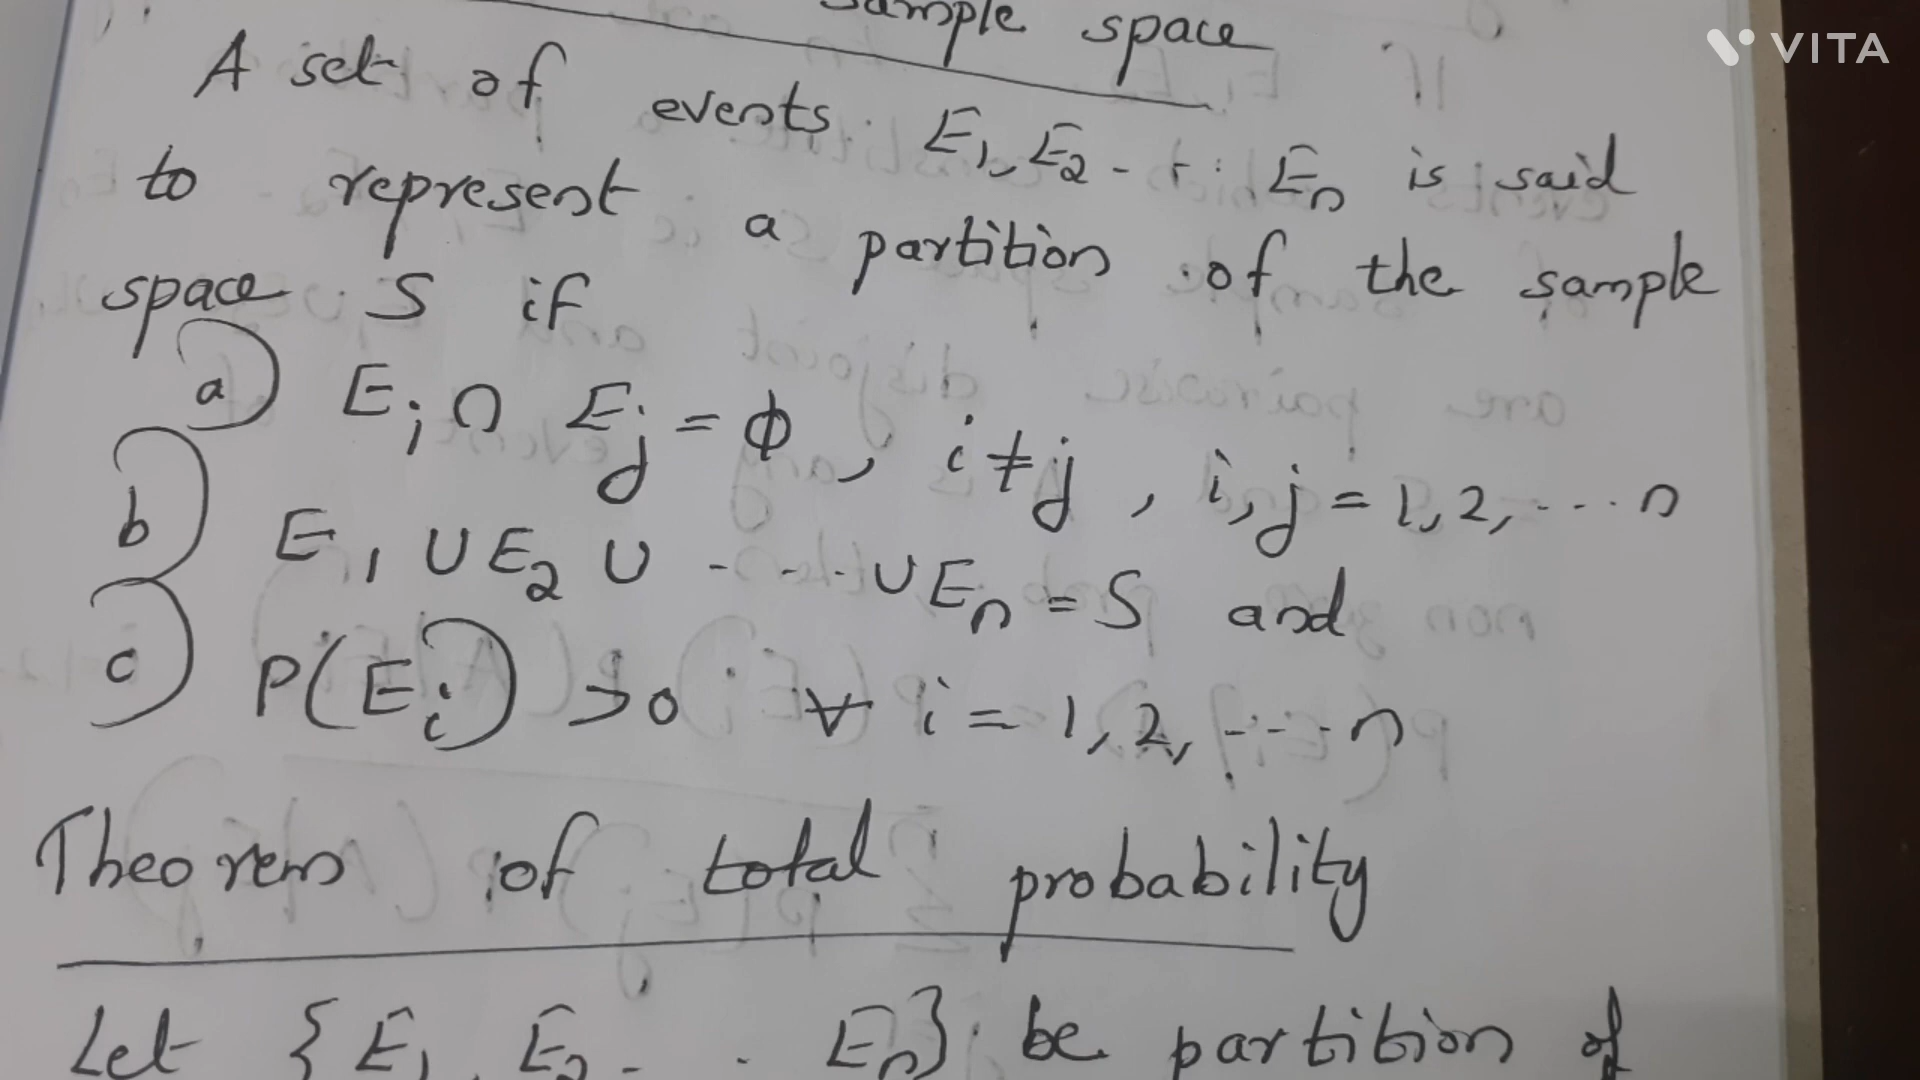 sample space
VITA
A set of events E1, E2 - . . En is said
to represent a partition of the sample
space S if
a) Ei ∩ Ej = φ, i ≠ j, i, j = 1, 2, ... n
b) E1 ∪ E2 ∪ - - - ∪ En = S and
c) P(Ei) > 0 ∀ i = 1, 2, --- n
Theorem of total probability
Let {E1, E2 - . . En} be partition of